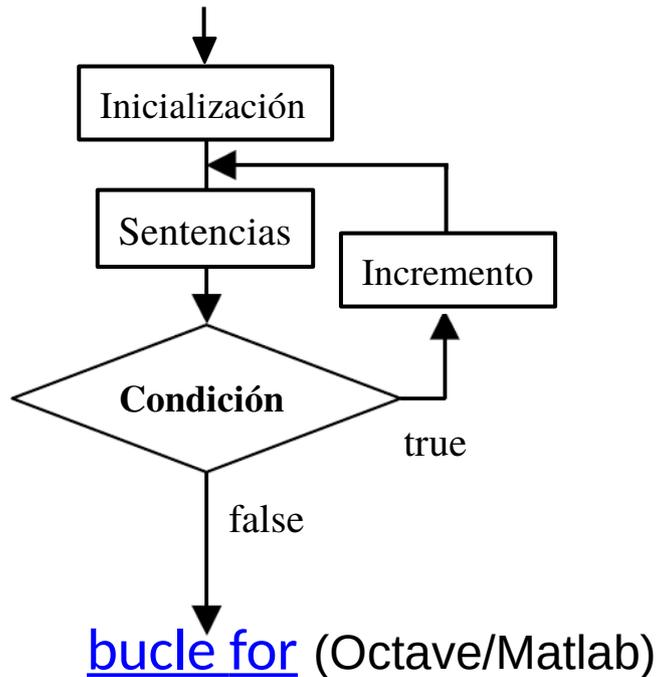 Inicialización
Sentencias
Incremento
Condición
true
false
bucle for (Octave/Matlab)